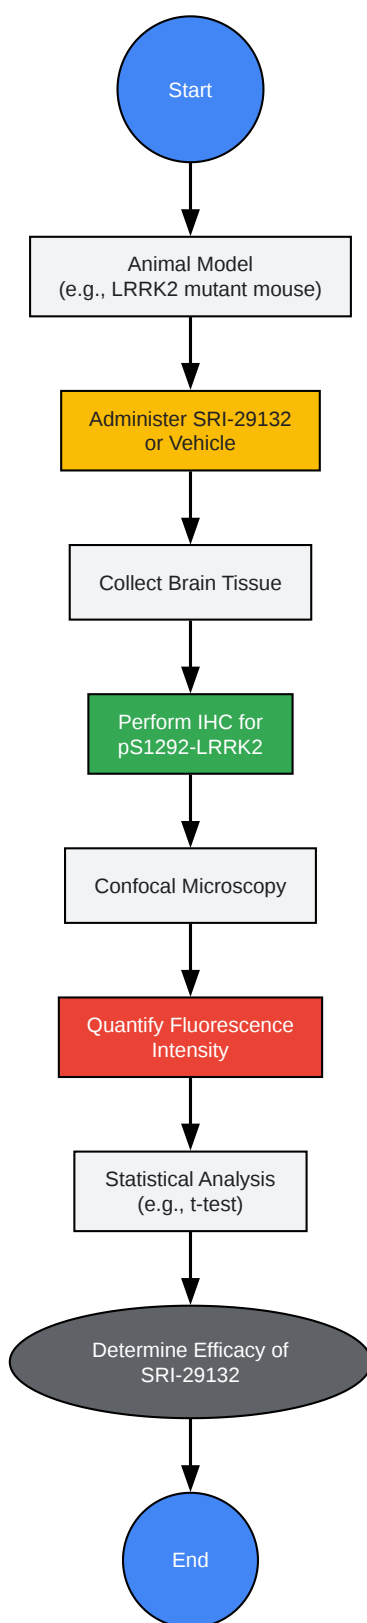 Start
Animal Model
(e.g., LRRK2 mutant mouse)
Administer SRI-29132
or Vehicle
Collect Brain Tissue
Perform IHC for
pS1292-LRRK2
Confocal Microscopy
Quantify Fluorescence
Intensity
Statistical Analysis
(e.g., t-test)
Determine Efficacy of
SRI-29132
End